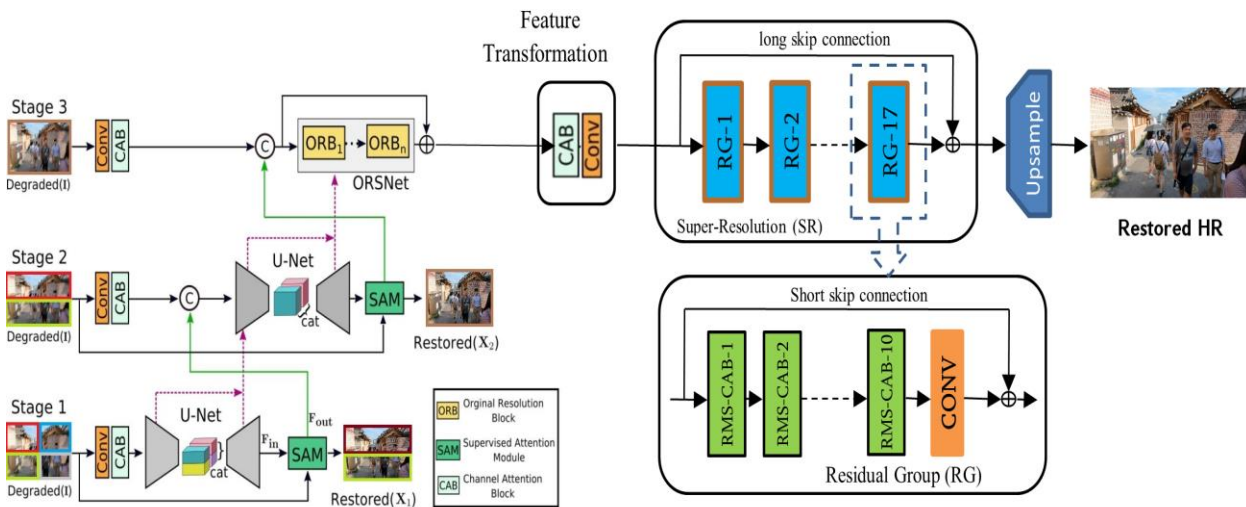 Feature
Transformation
long skip connection
RG-1
RG-2
RG-17
Super-Resolution (SR)
Upsample
Restored HR
CAB
Conv
Stage 3
Conv
CAB
Degraded(I)
C
ORB1
ORBn
ORSNet
Stage 2
Conv
CAB
Degraded(I)
C
U-Net
cat
SAM
Restored(X2)
Stage 1
Conv
CAB
Degraded(I)
U-Net
cat
Fin
Fout
SAM
Restored(X1)
ORB
Orginal Resolution
Block
SAM
Supervised Attention
Module
CAB
Channel Attention
Block
Short skip connection
RMS-CAB-1
RMS-CAB-2
RMS-CAB-10
CONV
Residual Group (RG)